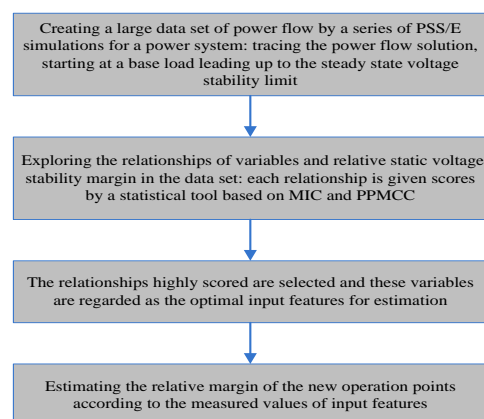 Creating a large data set of power flow by a series of PSS/E
simulations for a power system: tracing the power flow solution,
starting at a base load leading up to the steady state voltage
stability limit
Exploring the relationships of variables and relative static voltage
stability margin in the data set: each relationship is given scores
by a statistical tool based on MIC and PPMCC
The relationships highly scored are selected and these variables
are regarded as the optimal input features for estimation
Estimating the relative margin of the new operation points
according to the measured values of input features